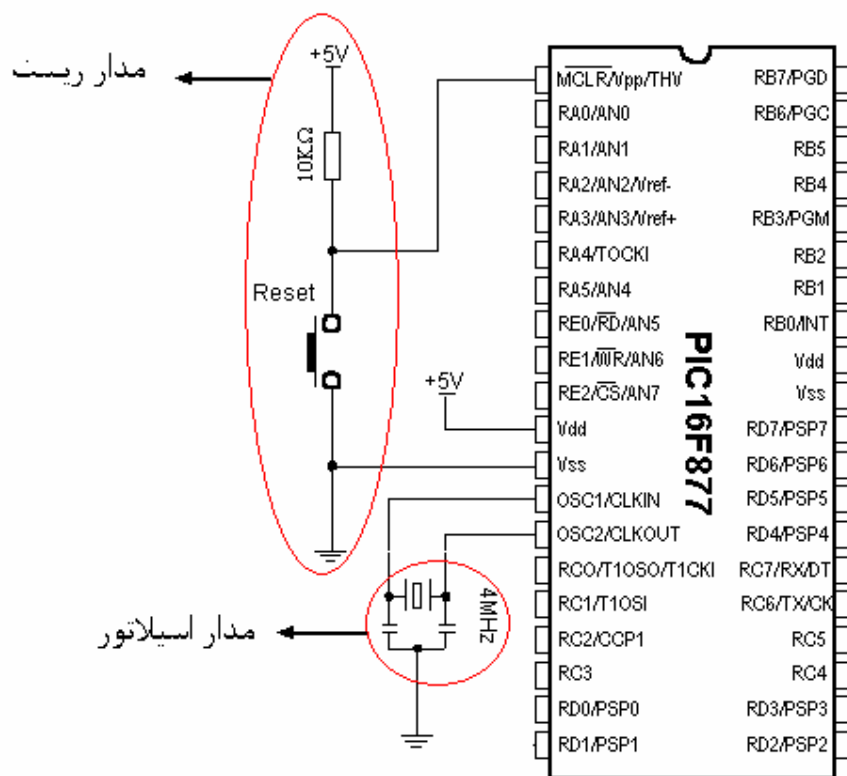 مدار ریست
+5V
10KΩ
Reset
+5V
مدار اسیلاتور
4MHz
PIC16F877
MCLR/Vpp/THV
RA0/AN0
RA1/AN1
RA2/AN2/Vref-
RA3/AN3/Vref+
RA4/TOCKI
RA5/AN4
RE0/RD/AN5
RE1/WR/AN6
RE2/CS/AN7
Vdd
Vss
OSC1/CLKIN
OSC2/CLKOUT
RCO/T1OSO/T1CKI
RC1/T1OSI
RC2/CCP1
RC3
RD0/PSP0
RD1/PSP1
RB7/PGD
RB6/PGC
RB5
RB4
RB3/PGM
RB2
RB1
RB0/INT
Vdd
Vss
RD7/PSP7
RD6/PSP6
RD5/PSP5
RD4/PSP4
RC7/RX/DT
RC6/TX/CK
RC5
RC4
RD3/PSP3
RD2/PSP2